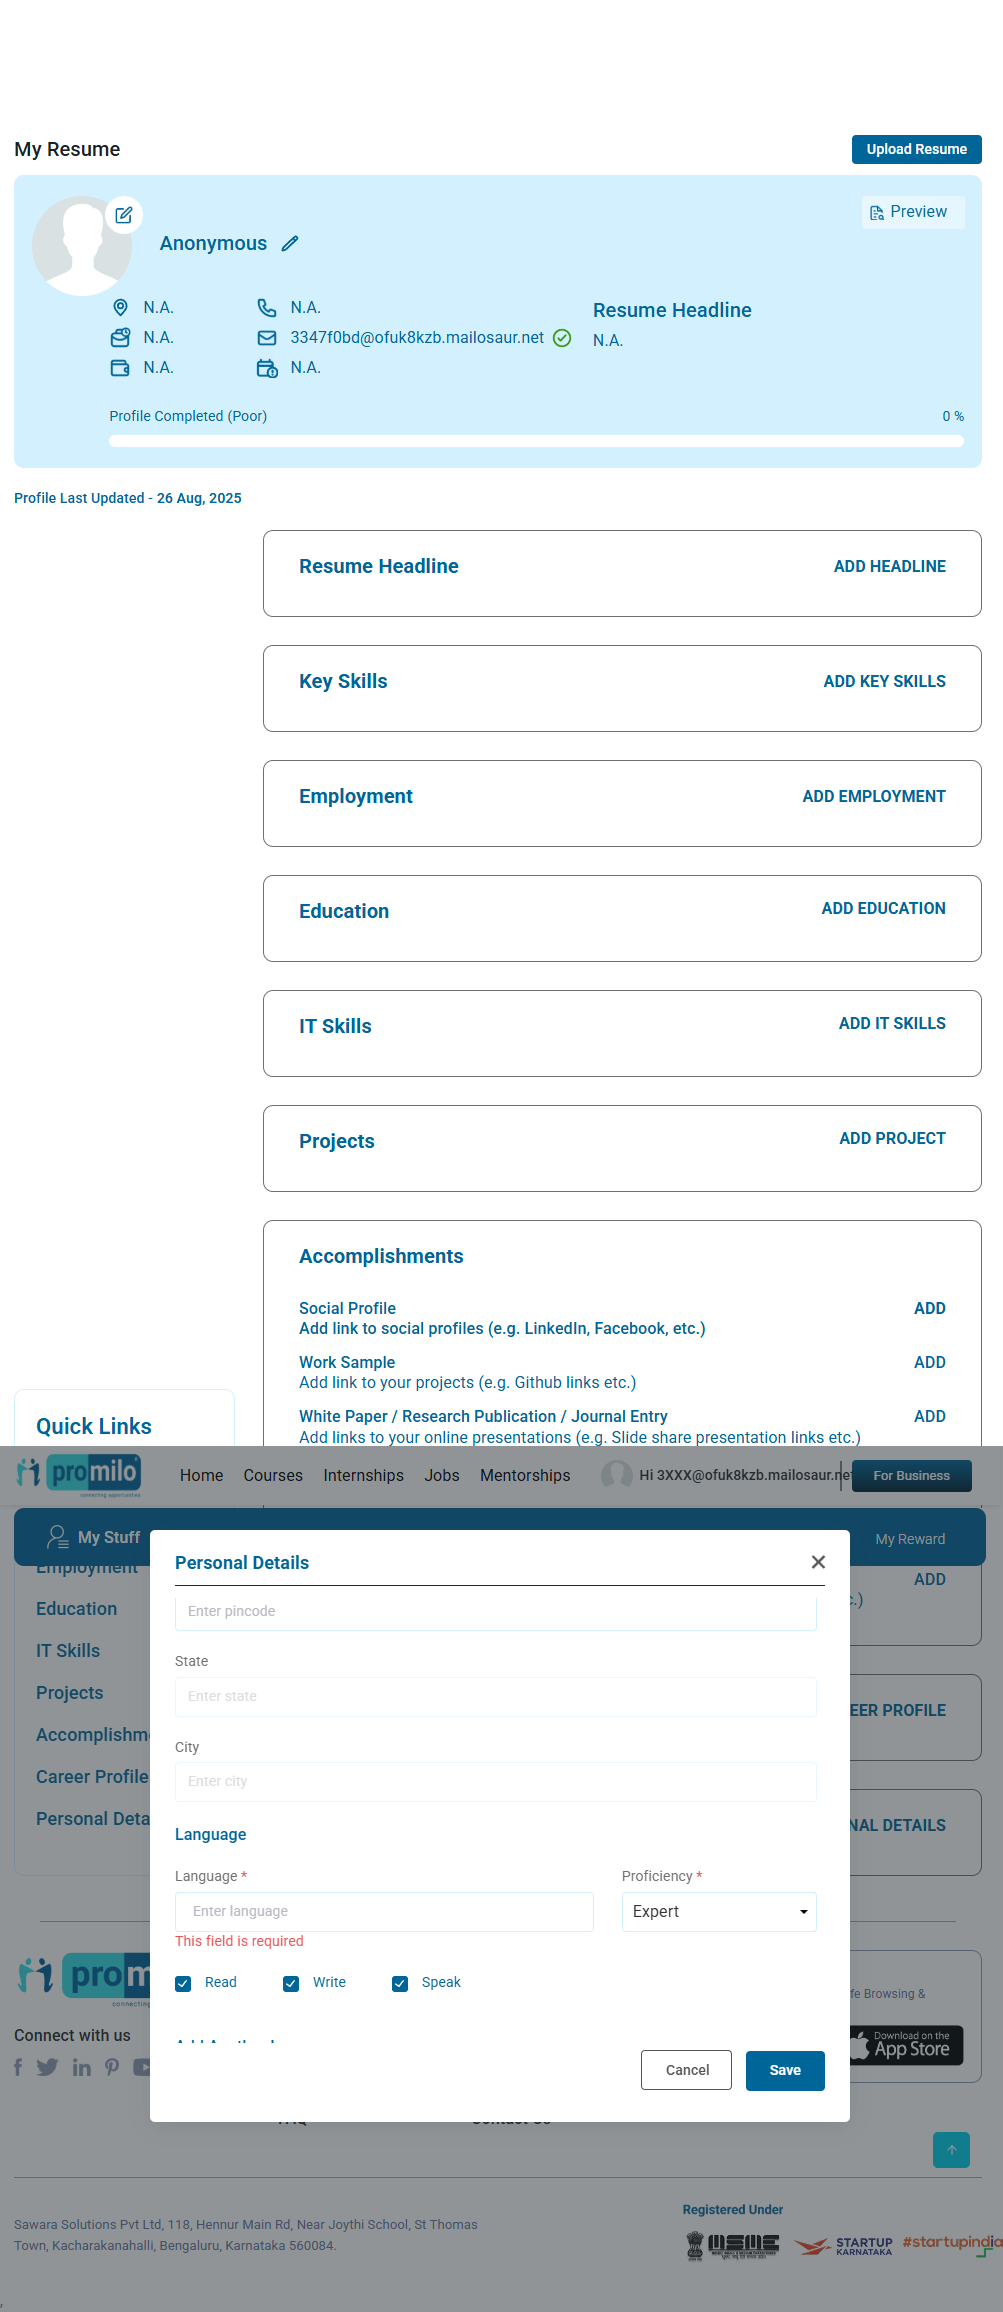 My Resume
Upload Resume
Preview
Anonymous
N.A.
N.A.
Resume Headline
N.A.
3347f0bd@ofuk8kzb.mailosaur.net
N.A.
N.A.
N.A.
Profile Completed (Poor)
0 %
Profile Last Updated - 26 Aug, 2025
Resume Headline
ADD HEADLINE
Key Skills
ADD KEY SKILLS
Employment
ADD EMPLOYMENT
Education
ADD EDUCATION
IT Skills
ADD IT SKILLS
Projects
ADD PROJECT
Accomplishments
Social Profile
ADD
Add link to social profiles (e.g. LinkedIn, Facebook, etc.)
Work Sample
ADD
Add link to your projects (e.g. Github links etc.)
White Paper / Research Publication / Journal Entry
ADD
Add links to your online presentations (e.g. Slide share presentation links etc.)
Quick Links
promilo
connecting opportunities
Home
Courses
Internships
Jobs
Mentorships
Hi 3XXX@ofuk8kzb.mailosaur.net
For Business
My Stuff
My Reward
Employment
Education
IT Skills
Projects
Accomplishme
Career Profile
Personal Deta
ADD
c.)
EER PROFILE
NAL DETAILS
Personal Details
Enter pincode
State
Enter state
City
Enter city
Language
Language *
Proficiency *
Enter language
Expert
This field is required
Read
Write
Speak
Cancel
Save
prom
connecting
fe Browsing &
Connect with us
Download on the
App Store
FAQ
Contact Us
Sawara Solutions Pvt Ltd, 118, Hennur Main Rd, Near Joythi School, St Thomas
Town, Kacharakanahalli, Bengaluru, Karnataka 560084.
Registered Under
MSME
STARTUP
KARNATAKA
#startupindia
,